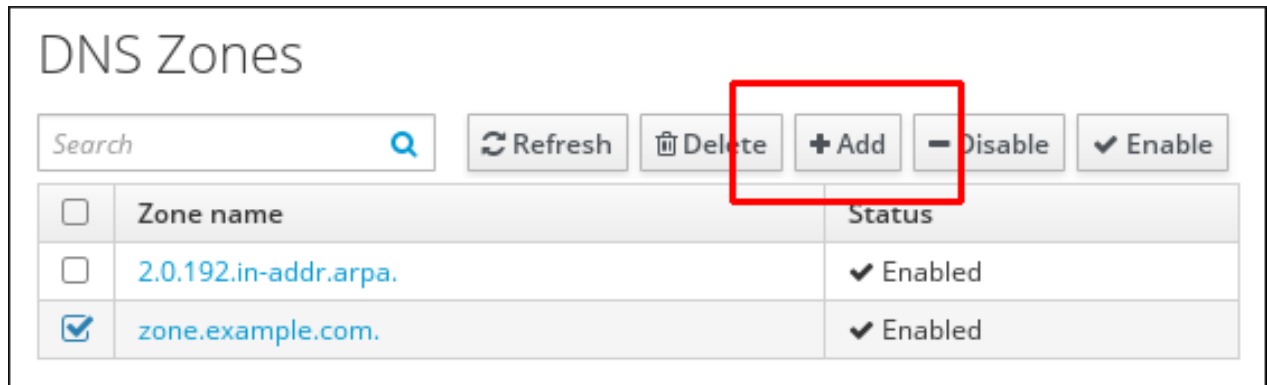 DNS Zones
Search Refresh Delete Add Disable Enable
Zone name Status
2.0.192.in-addr.arpa. Enabled
zone.example.com. Enabled